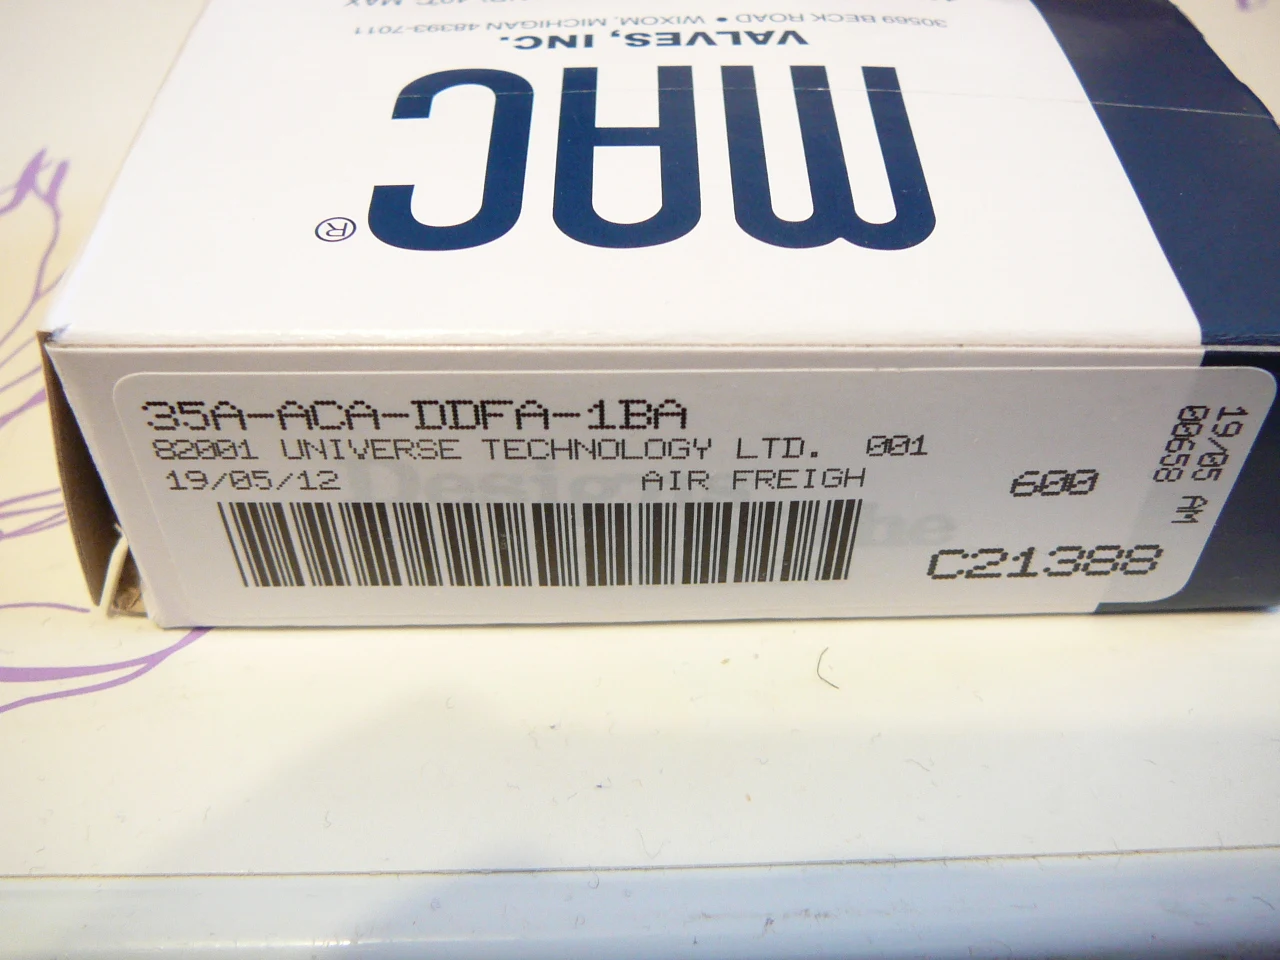 MAX
30569 BECK ROAD • WIXOM, MICHIGAN 48393-7011
VALVES, INC.
MAC®
35A-ACA-DDFA-1BA
82001 UNIVERSE TECHNOLOGY LTD. 001
19/05/12 AIR FREIGH
600
C21388
19/05
00658 AM